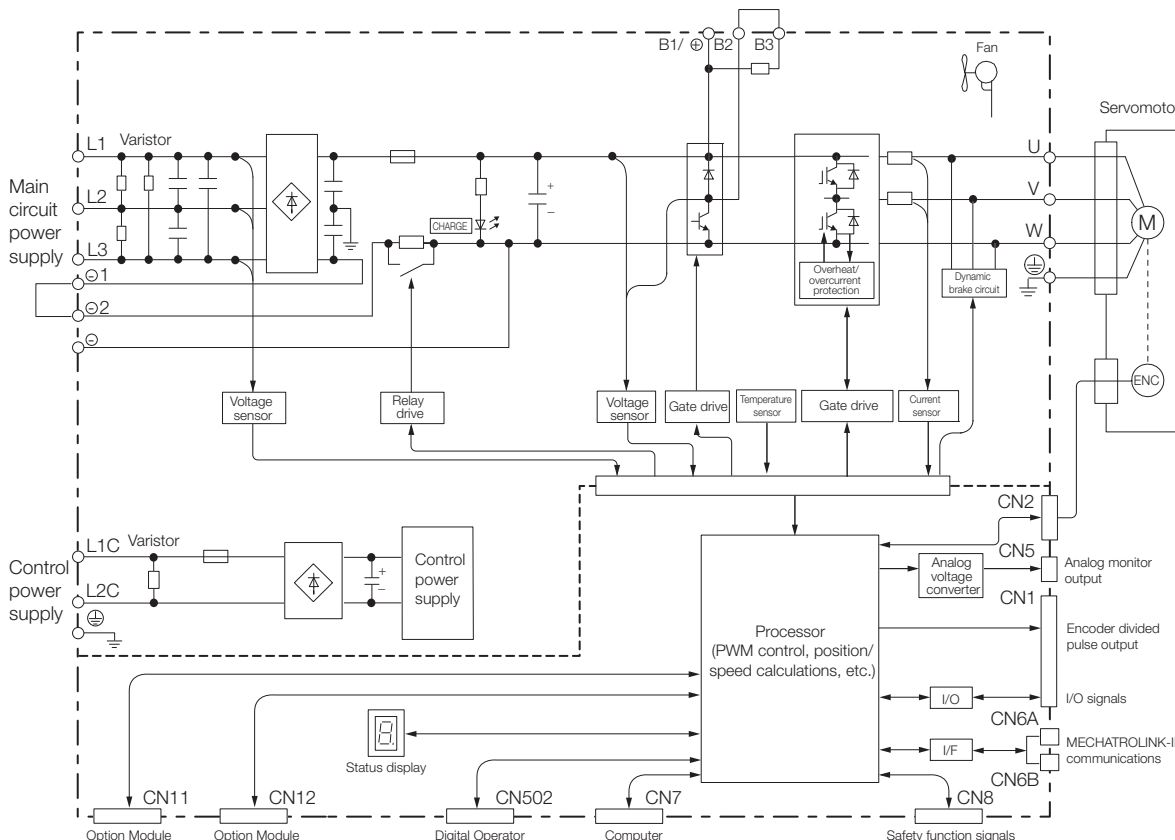 B1/ ⊕ B2 B3
Fan
Servomoto
L1 Varistor
U
Main
circuit
power
supply
L2
V
CHARGE
+
–
M
L3
W
⊖ 1
Overheat/
overcurrent
protection
Dynamic
brake circuit
⊖ 2
⊖
ENC
Voltage
sensor
Relay
drive
Voltage
sensor
Gate drive
Temperature
sensor
Gate drive
Current
sensor
CN2
L1C Varistor
CN5
Control
power
supply
+
–
Control
power
supply
Analog
voltage
converter
Analog monitor
output
L2C
CN1
Processor
(PWM control, position/
speed calculations, etc.)
Encoder divided
pulse output
I/O
I/O signals
CN6A
8.
Status display
I/F
MECHATROLINK-II
communications
CN6B
CN11
CN12
CN502
CN7
CN8
Option Module
Option Module
Digital Operator
Computer
Safety function signals